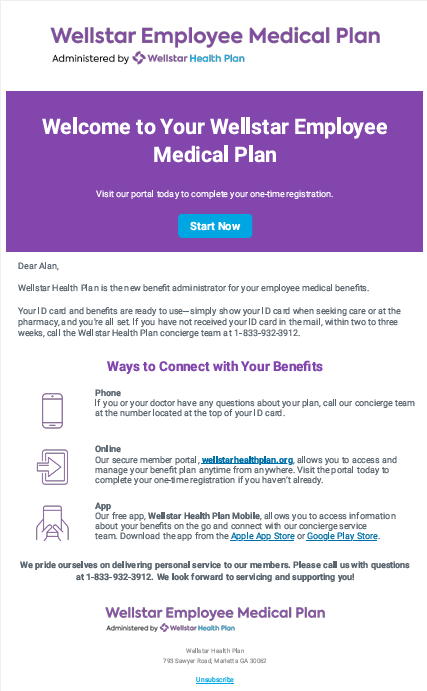 Wellstar Employee Medical Plan
Administered by Wellstar Health Plan
Welcome to Your Wellstar Employee
Medical Plan
Visit our portal today to complete your one-time registration.
Start Now
Dear Alan,
Wellstar Health Plan is the new benefit administrator for your employee medical benefits.
Your ID card and benefits are ready to use—simply show your ID card when seeking care or at the
pharmacy, and you're all set. If you have not received your ID card in the mail, within two to three
weeks, call the Wellstar Health Plan concierge team at 1-833-932-3912.
Ways to Connect with Your Benefits
Phone
If you or your doctor have any questions about your plan, call our concierge team
at the number located at the top of your ID card.
Online
Our secure member portal, wellstarhealthplan.org, allows you to access and
manage your benefit plan anytime from anywhere. Visit the portal today to
complete your one-time registration if you haven't already.
App
Our free app, Wellstar Health Plan Mobile, allows you to access information
about your benefits on the go and connect with our concierge service
team. Download the app from the Apple App Store or Google Play Store.
We pride ourselves on delivering personal service to our members. Please call us with questions
at 1-833-932-3912. We look forward to servicing and supporting you!
Wellstar Employee Medical Plan
Administered by Wellstar Health Plan
Wellstar Health Plan
793 Sawyer Road, Marietta GA 30062
Unsubscribe